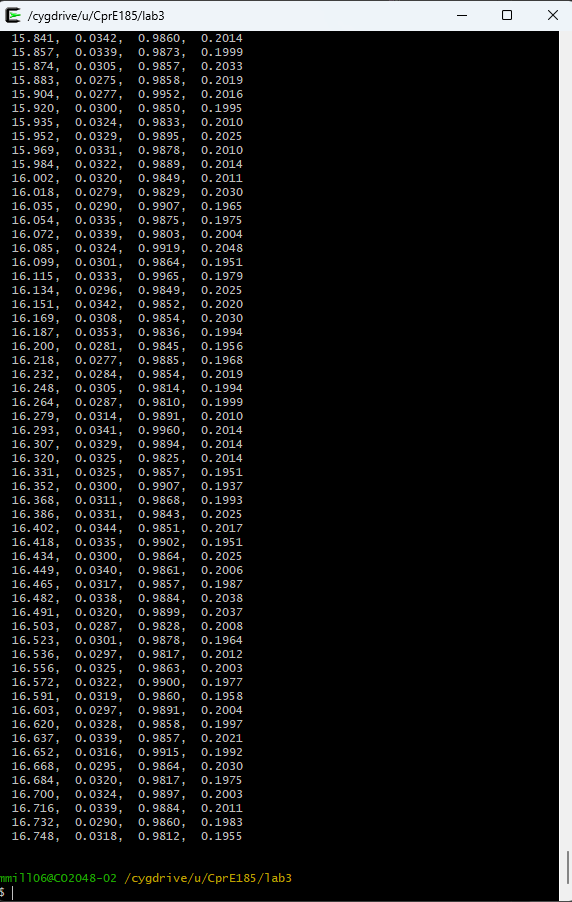 /cygdrive/u/CprE185/lab3
15.841, 0.0342, 0.9860, 0.2014
15.857, 0.0339, 0.9873, 0.1999
15.874, 0.0305, 0.9857, 0.2033
15.883, 0.0275, 0.9858, 0.2019
15.904, 0.0277, 0.9952, 0.2016
15.920, 0.0300, 0.9850, 0.1995
15.935, 0.0324, 0.9833, 0.2010
15.952, 0.0329, 0.9895, 0.2025
15.969, 0.0331, 0.9878, 0.2010
15.984, 0.0322, 0.9889, 0.2014
16.002, 0.0320, 0.9849, 0.2011
16.018, 0.0279, 0.9829, 0.2030
16.035, 0.0290, 0.9907, 0.1965
16.054, 0.0335, 0.9875, 0.1975
16.072, 0.0339, 0.9803, 0.2004
16.085, 0.0324, 0.9919, 0.2048
16.099, 0.0301, 0.9864, 0.1951
16.115, 0.0333, 0.9965, 0.1979
16.134, 0.0296, 0.9849, 0.2025
16.151, 0.0342, 0.9852, 0.2020
16.169, 0.0308, 0.9854, 0.2030
16.187, 0.0353, 0.9836, 0.1994
16.200, 0.0281, 0.9845, 0.1956
16.218, 0.0277, 0.9885, 0.1968
16.232, 0.0284, 0.9854, 0.2019
16.248, 0.0305, 0.9814, 0.1994
16.264, 0.0287, 0.9810, 0.1999
16.279, 0.0314, 0.9891, 0.2010
16.293, 0.0341, 0.9960, 0.2014
16.307, 0.0329, 0.9894, 0.2014
16.320, 0.0325, 0.9825, 0.2014
16.331, 0.0325, 0.9857, 0.1951
16.352, 0.0300, 0.9907, 0.1937
16.368, 0.0311, 0.9868, 0.1993
16.386, 0.0331, 0.9843, 0.2025
16.402, 0.0344, 0.9851, 0.2017
16.418, 0.0335, 0.9902, 0.1951
16.434, 0.0300, 0.9864, 0.2025
16.449, 0.0340, 0.9861, 0.2006
16.465, 0.0317, 0.9857, 0.1987
16.482, 0.0338, 0.9884, 0.2038
16.491, 0.0320, 0.9899, 0.2037
16.503, 0.0287, 0.9828, 0.2008
16.523, 0.0301, 0.9878, 0.1964
16.536, 0.0297, 0.9817, 0.2012
16.556, 0.0325, 0.9863, 0.2003
16.572, 0.0322, 0.9900, 0.1977
16.591, 0.0319, 0.9860, 0.1958
16.603, 0.0297, 0.9891, 0.2004
16.620, 0.0328, 0.9858, 0.1997
16.637, 0.0339, 0.9857, 0.2021
16.652, 0.0316, 0.9915, 0.1992
16.668, 0.0295, 0.9864, 0.2030
16.684, 0.0320, 0.9817, 0.1975
16.700, 0.0324, 0.9897, 0.2003
16.716, 0.0339, 0.9884, 0.2011
16.732, 0.0290, 0.9860, 0.1983
16.748, 0.0318, 0.9812, 0.1955
mmill06@CO2048-02 /cygdrive/u/CprE185/lab3
$